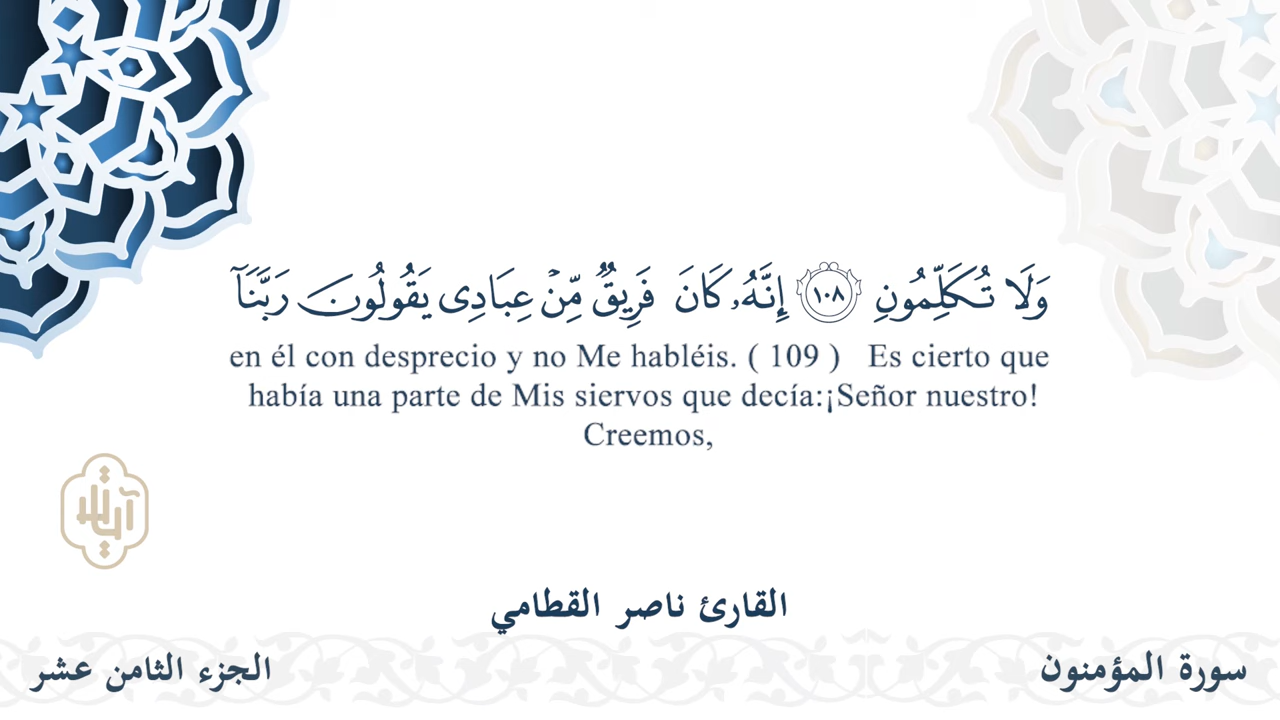 وَلَا تُكَلِّمُونِ ١٠٨ إِنَّهُۥ كَانَ فَرِيقٌ مِّنْ عِبَادِى يَقُولُونَ رَبَّنَآ
en él con desprecio y no Me habléis. ( 109 ) Es cierto que
había una parte de Mis siervos que decía:¡Señor nuestro!
Creemos,
آيات
القارئ ناصر القطامي
سورة المؤمنون
الجزء الثامن عشر